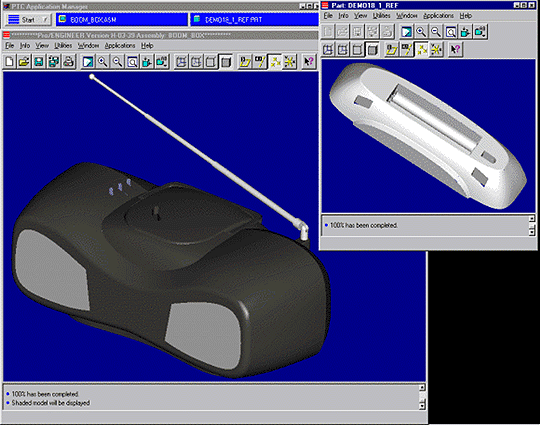 PTC Application Manager
Start
BOOM_BOX.ASM
DEMO18_1_REF.PRT
*********Pro/ENGINEER Version H-03-39 Assembly: BOOM_BOX*********
File Info View Utilities Window Applications Help
100% has been completed.
Shaded model will be displayed
Part: DEMO18_1_REF
File Info View Utilities Window Applications Help
100% has been completed.